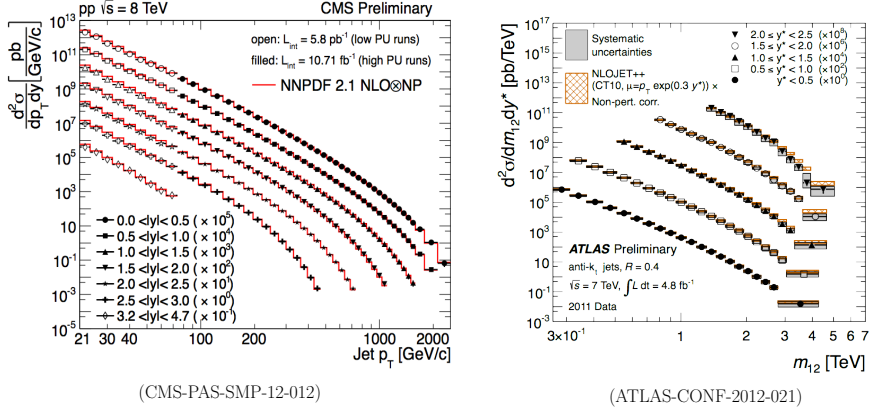 pp √s = 8 TeV
CMS Preliminary
d²σ/dp_T dy [pb/GeV/c]
10¹³
10¹¹
10⁹
10⁷
10⁵
10³
10
10⁻¹
10⁻³
10⁻⁵
open: L_int = 5.8 pb⁻¹ (low PU runs)
filled: L_int = 10.71 fb⁻¹ (high PU runs)
NNPDF 2.1 NLO⊗NP
0.0 <|y|< 0.5 ( × 10⁵)
0.5 <|y|< 1.0 ( × 10⁴)
1.0 <|y|< 1.5 ( × 10³)
1.5 <|y|< 2.0 ( × 10²)
2.0 <|y|< 2.5 ( × 10¹)
2.5 <|y|< 3.0 ( × 10⁰)
3.2 <|y|< 4.7 ( × 10⁻¹)
21 30 40 100 200 1000 2000
Jet p_T [GeV/c]
(CMS-PAS-SMP-12-012)
d²σ/dm₁₂dy* [pb/TeV]
10¹⁷
10¹⁵
10¹³
10¹¹
10⁹
10⁷
10⁵
10³
10
10⁻¹
10⁻³
Systematic
uncertainties
NLOJET++
(CT10, μ=p_T exp(0.3 y*)) ×
Non-pert. corr.
2.0 ≤ y* < 2.5 (×10⁸)
1.5 ≤ y* < 2.0 (×10⁶)
1.0 ≤ y* < 1.5 (×10⁴)
0.5 ≤ y* < 1.0 (×10²)
y* < 0.5 (×10⁰)
ATLAS Preliminary
anti-k_t jets, R = 0.4
√s = 7 TeV, ∫L dt = 4.8 fb⁻¹
2011 Data
3×10⁻¹ 1 2 3 4 5 6 7
m₁₂ [TeV]
(ATLAS-CONF-2012-021)